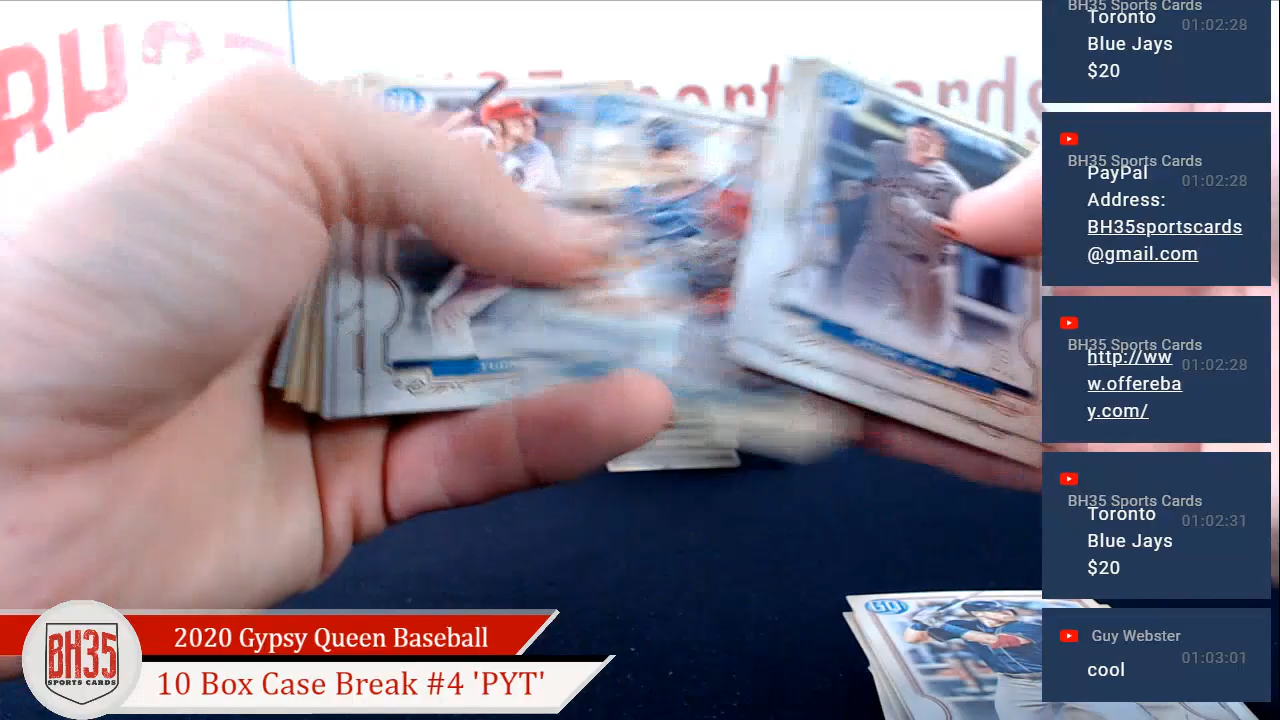 BH35 Sports Cards
Toronto
Blue Jays
$20
01:02:28
BH35 Sports Cards
PayPal
Address:
BH35sportscards
@gmail.com
01:02:28
BH35 Sports Cards
http://ww
w.offereba
y.com/
01:02:28
BH35 Sports Cards
Toronto
Blue Jays
$20
01:02:31
Guy Webster
cool
01:03:01
GQ
GQ
BH35
SPORTS CARDS
2020 Gypsy Queen Baseball
10 Box Case Break #4 'PYT'